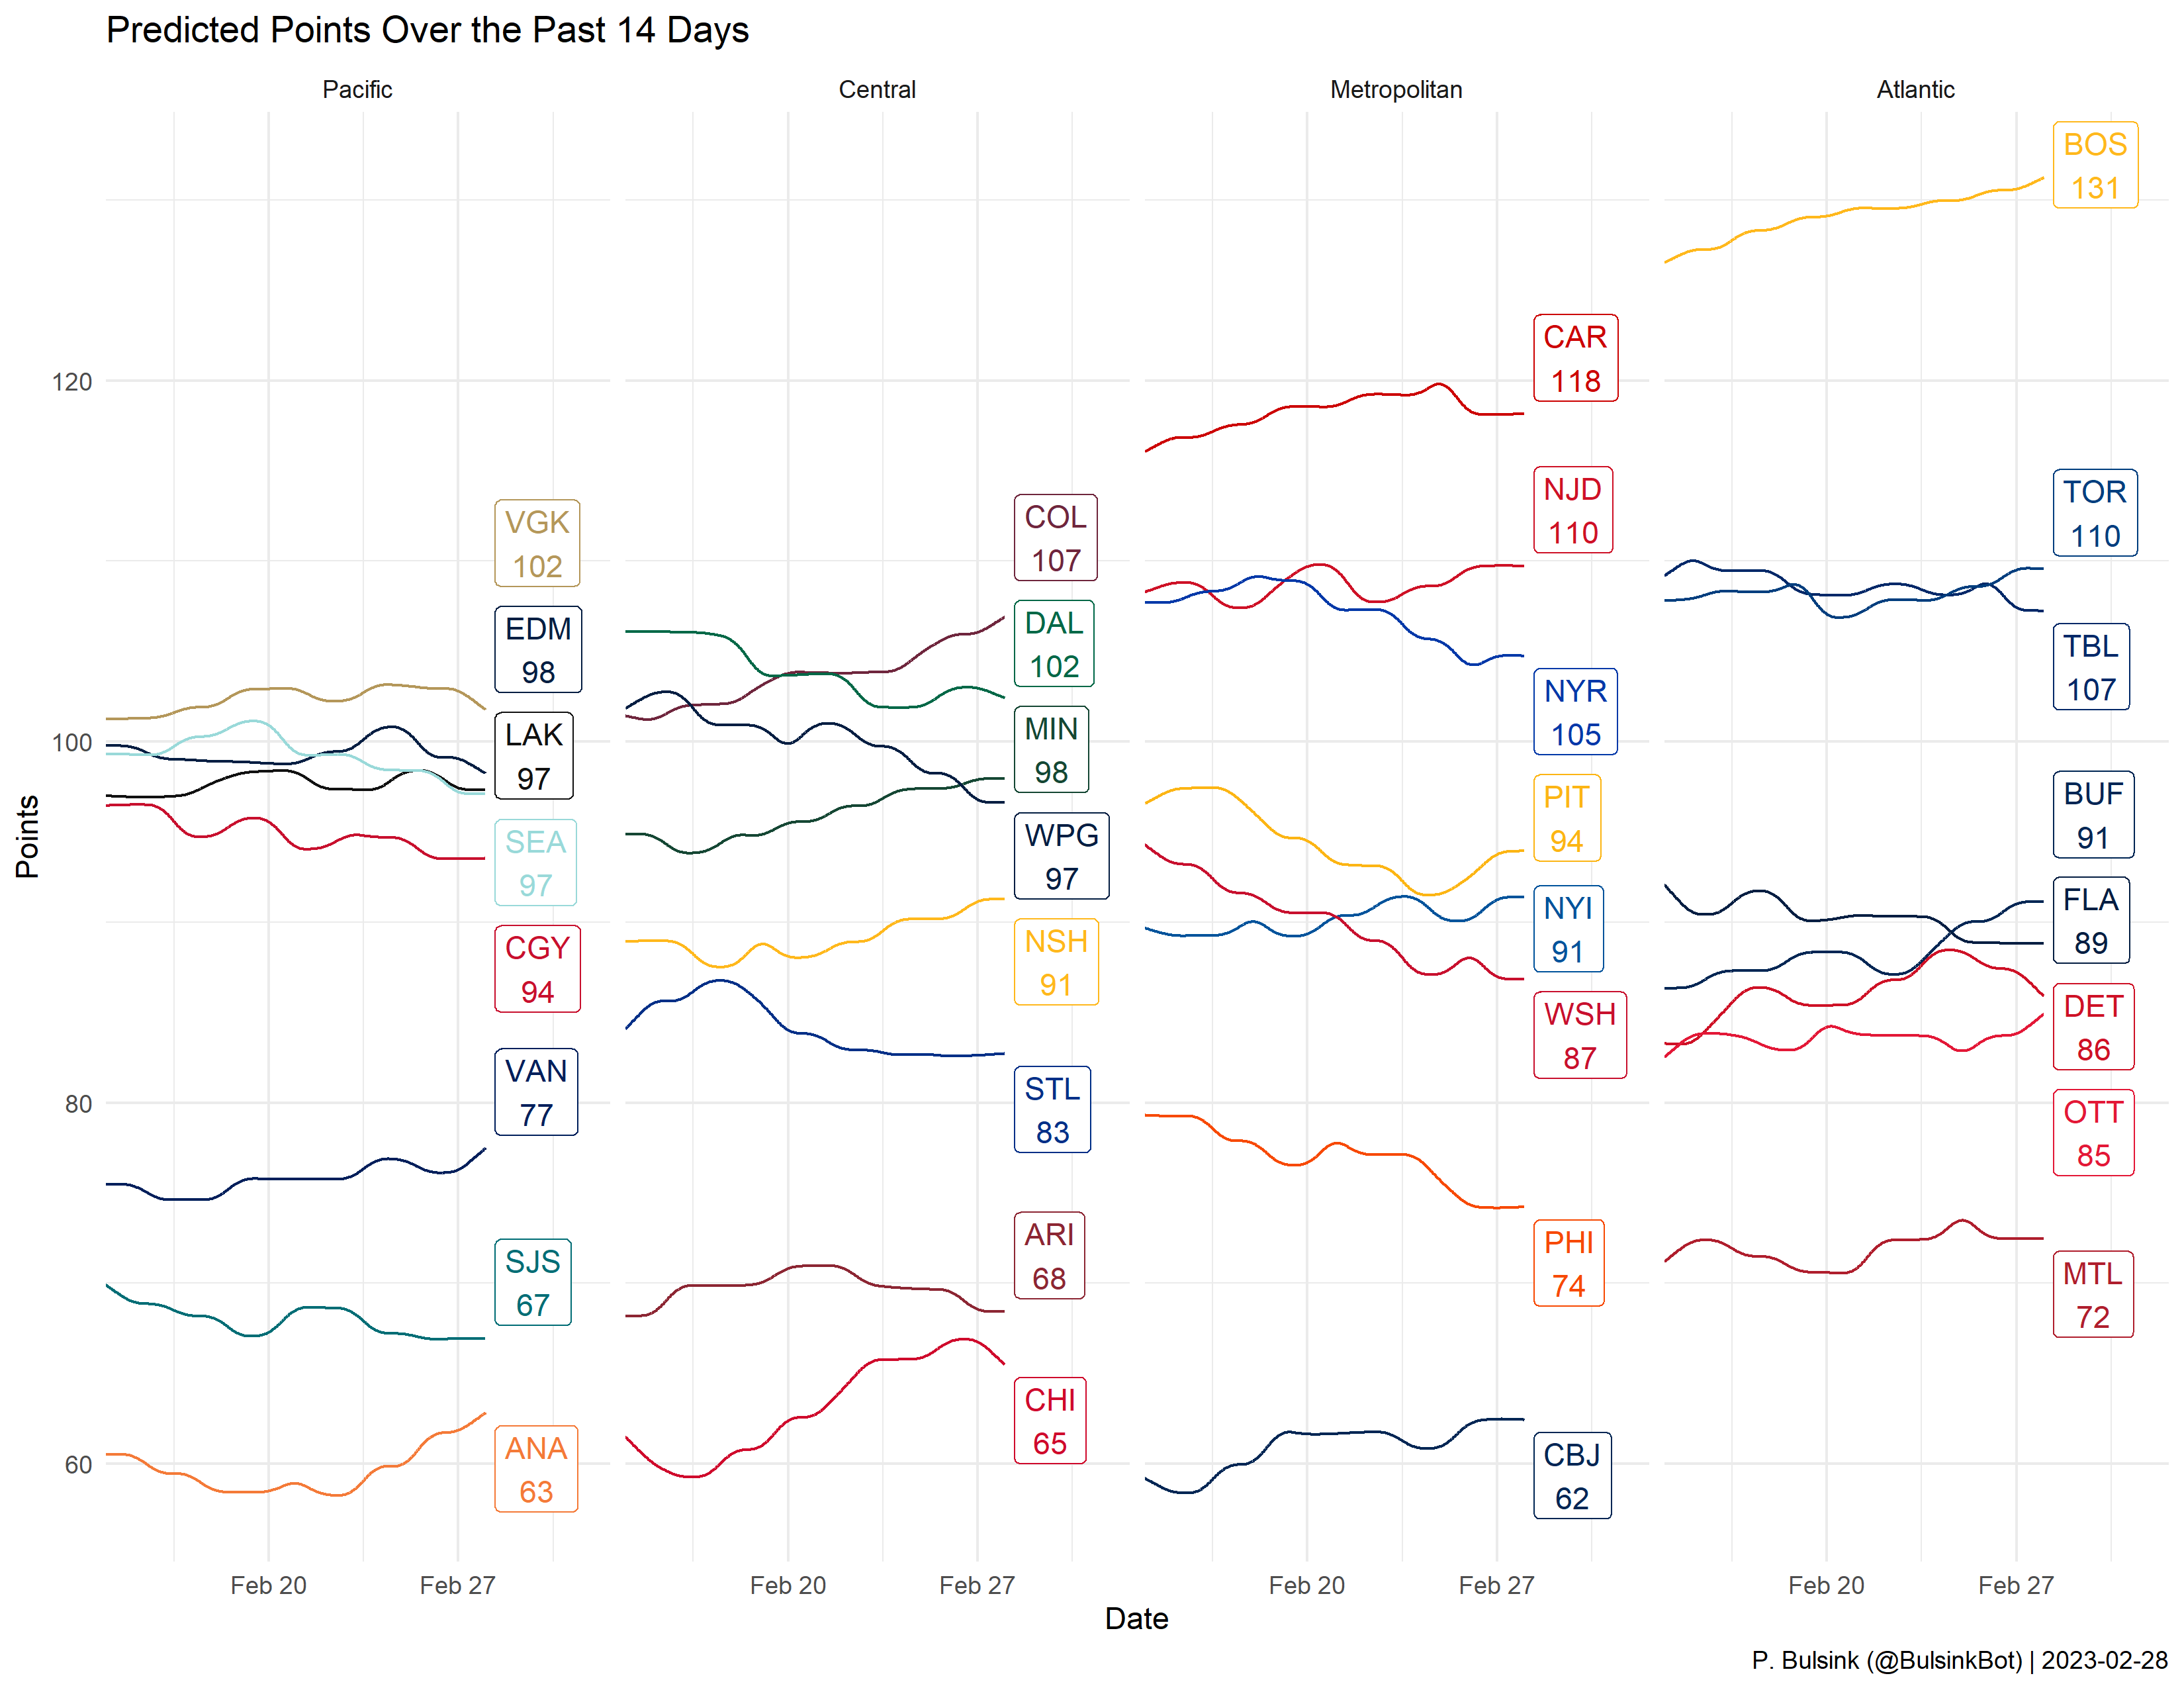 Predicted Points Over the Past 14 Days
Pacific
Central
Metropolitan
Atlantic
Points
120
100
80
60
VGK
102
EDM
98
LAK
97
SEA
97
CGY
94
VAN
77
SJS
67
ANA
63
COL
107
DAL
102
MIN
98
WPG
97
NSH
91
STL
83
ARI
68
CHI
65
CAR
118
NJD
110
NYR
105
PIT
94
NYI
91
WSH
87
PHI
74
CBJ
62
BOS
131
TOR
110
TBL
107
BUF
91
FLA
89
DET
86
OTT
85
MTL
72
Feb 20
Feb 27
Feb 20
Feb 27
Feb 20
Feb 27
Feb 20
Feb 27
Date
P. Bulsink (@BulsinkBot) | 2023-02-28